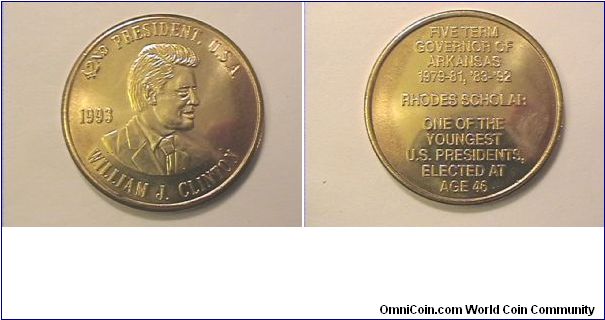 42ND PRESIDENT, U.S.A.
1993
WILLIAM J. CLINTON
FIVE TERM
GOVERNOR OF
ARKANSAS
1979-81, '83-'92
RHODES SCHOLAR
ONE OF THE
YOUNGEST
U.S. PRESIDENTS,
ELECTED AT
AGE 46
OmniCoin.com World Coin Community